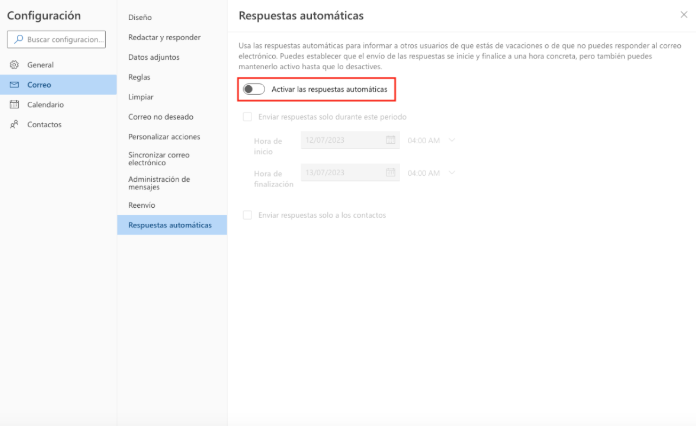 Configuración
Buscar configuracion...
General
Correo
Calendario
Contactos
Diseño
Redactar y responder
Datos adjuntos
Reglas
Limpiar
Correo no deseado
Personalizar acciones
Sincronizar correo
electrónico
Administración de
mensajes
Reenvio
Respuestas automáticas
Respuestas automáticas
Usa las respuestas automáticas para informar a otros usuarios de que estás de vacaciones o de que no puedes responder al correo
electrónico. Puedes establecer que el envío de las respuestas se inicie y finalice a una hora concreta, pero también puedes
mantenerlo activo hasta que lo desactives.
Activar las respuestas automáticas
Enviar respuestas solo durante este periodo
Hora de
inicio
12/07/2023
04:00 AM
Hora de
finalización
13/07/2023
04:00 AM
Enviar respuestas solo a los contactos